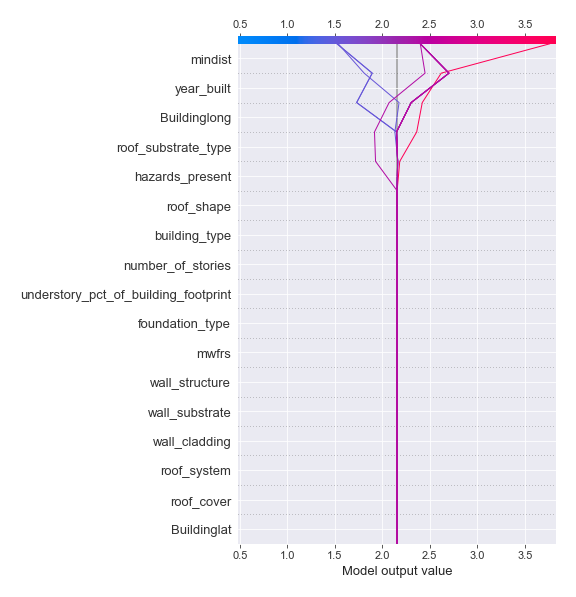 0.5 1.0 1.5 2.0 2.5 3.0 3.5
mindist
year_built
Buildinglong
roof_substrate_type
hazards_present
roof_shape
building_type
number_of_stories
understory_pct_of_building_footprint
foundation_type
mwfrs
wall_structure
wall_substrate
wall_cladding
roof_system
roof_cover
Buildinglat
0.5 1.0 1.5 2.0 2.5 3.0 3.5
Model output value